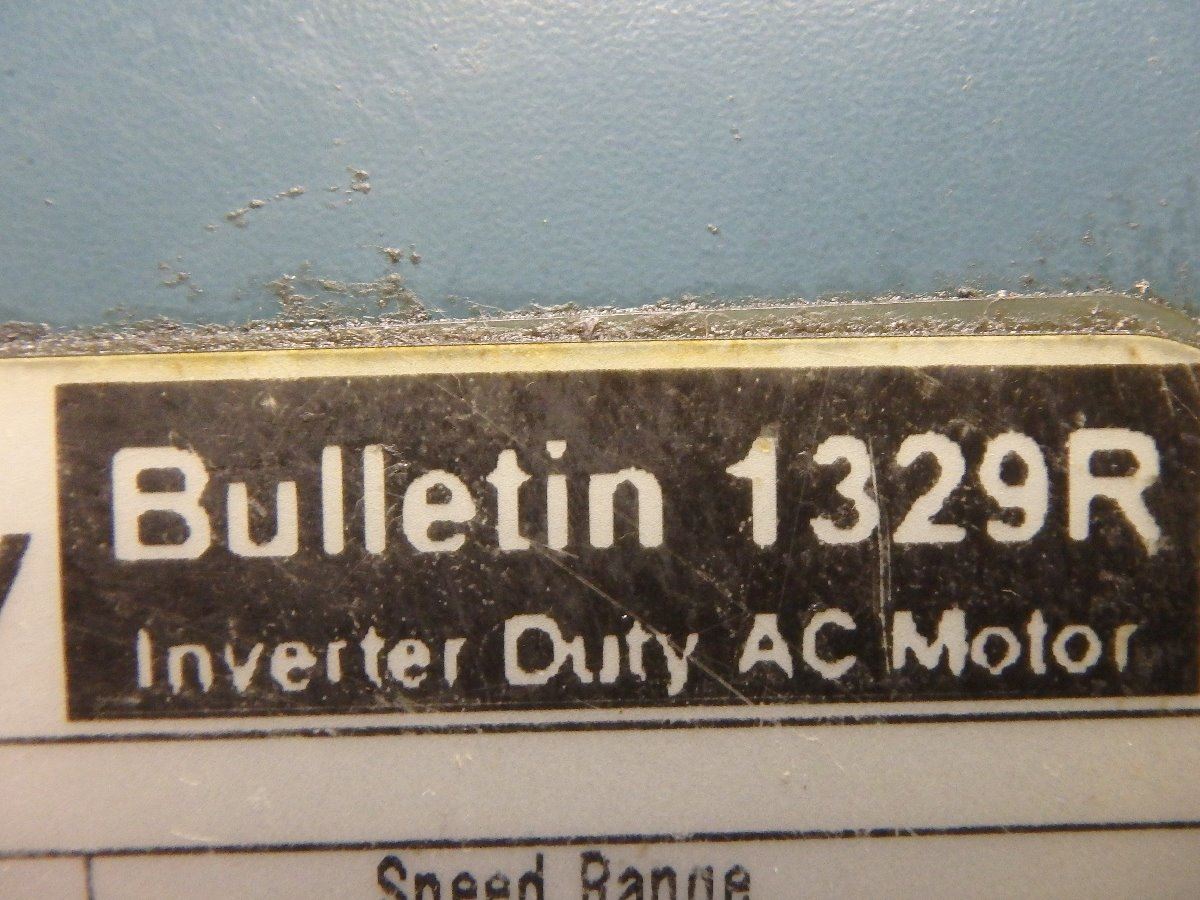 Bulletin 1329R
Inverter Duty AC Motor
Speed Range